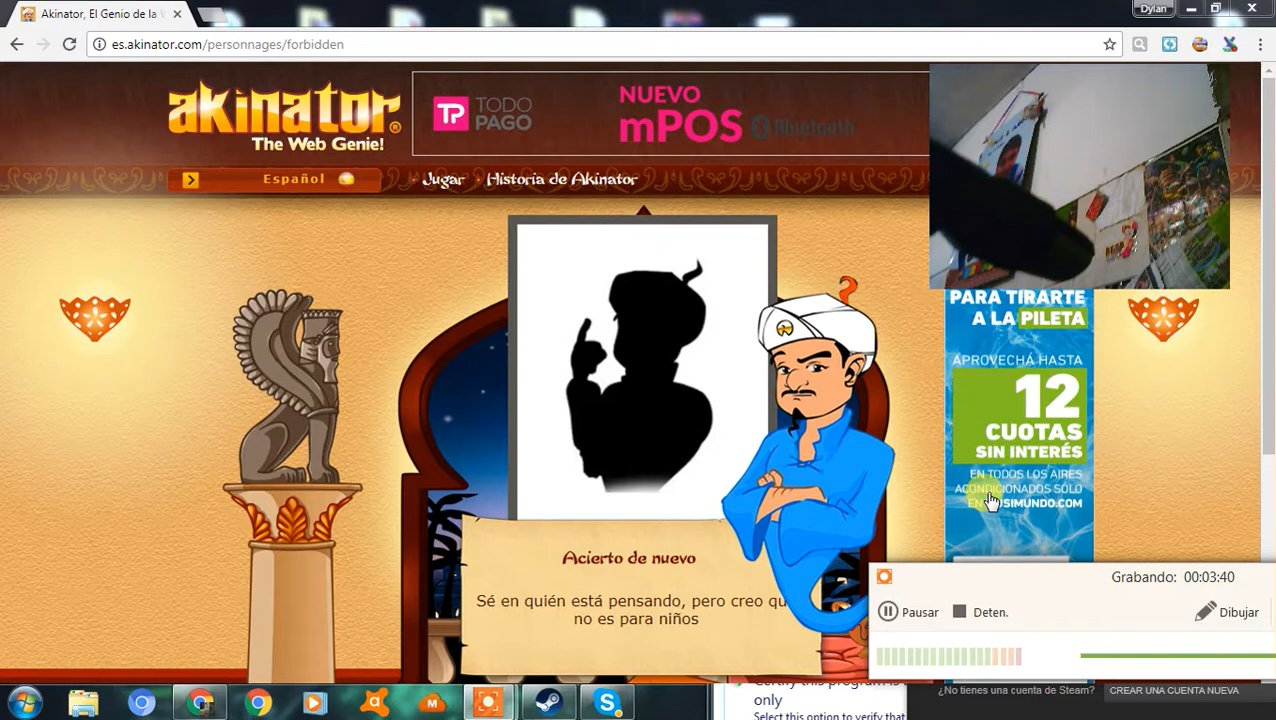 Akinator, El Genio de la
Dylan
es.akinator.com/personnages/forbidden
akinator®
The Web Genie!
TP TODO PAGO
NUEVO
mPOS Bluetooth
Español
Jugar
Historia de Akinator
PARA TIRARTE
A LA PILETA
APROVECHÁ HASTA
12
CUOTAS
SIN INTERÉS
EN TODOS LOS AIRES
ACONDICIONADOS SÓLO
Acierto de nuevo
Sé en quién está pensando, pero creo qu
no es para niños
Grabando: 00:03:40
Pausar
Deten.
Dibujar
only
Select this option to verify that
¿No tienes una cuenta de Steam?
CREAR UNA CUENTA NUEVA